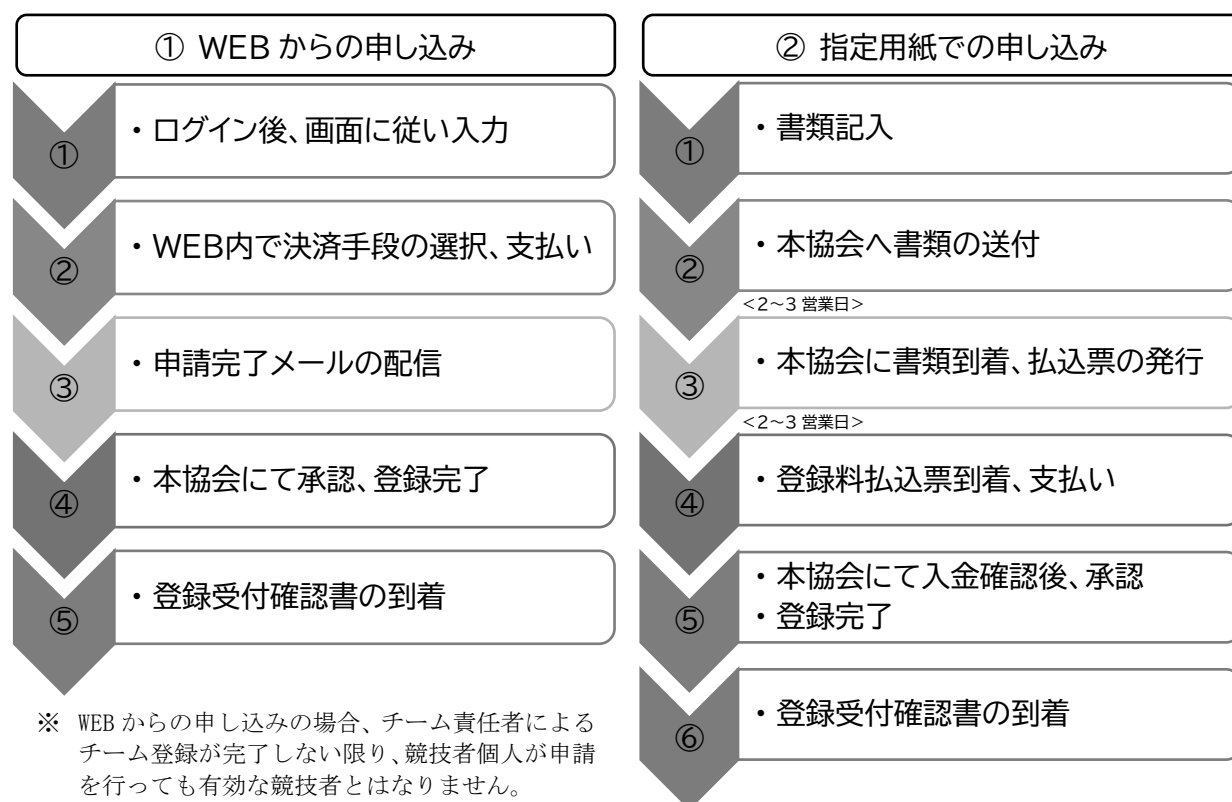 ① WEB からの申し込み
①
・ログイン後、画面に従い入力
②
・WEB内で決済手段の選択、支払い
③
・申請完了メールの配信
④
・本協会にて承認、登録完了
⑤
・登録受付確認書の到着
※ WEB からの申し込みの場合、チーム責任者による
チーム登録が完了しない限り、競技者個人が申請
を行っても有効な競技者とはなりません。
② 指定用紙での申し込み
①
・書類記入
②
・本協会へ書類の送付
<2~3 営業日>
③
・本協会に書類到着、払込票の発行
<2~3 営業日>
④
・登録料払込票到着、支払い
⑤
・本協会にて入金確認後、承認
・登録完了
⑥
・登録受付確認書の到着